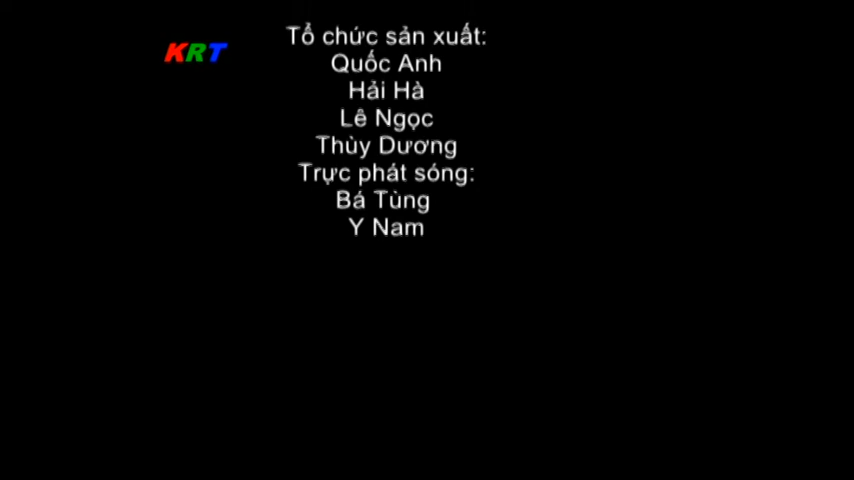 KRT
Tổ chức sản xuất:
Quốc Anh
Hải Hà
Lê Ngọc
Thùy Dương
Trực phát sóng:
Bá Tùng
Y Nam